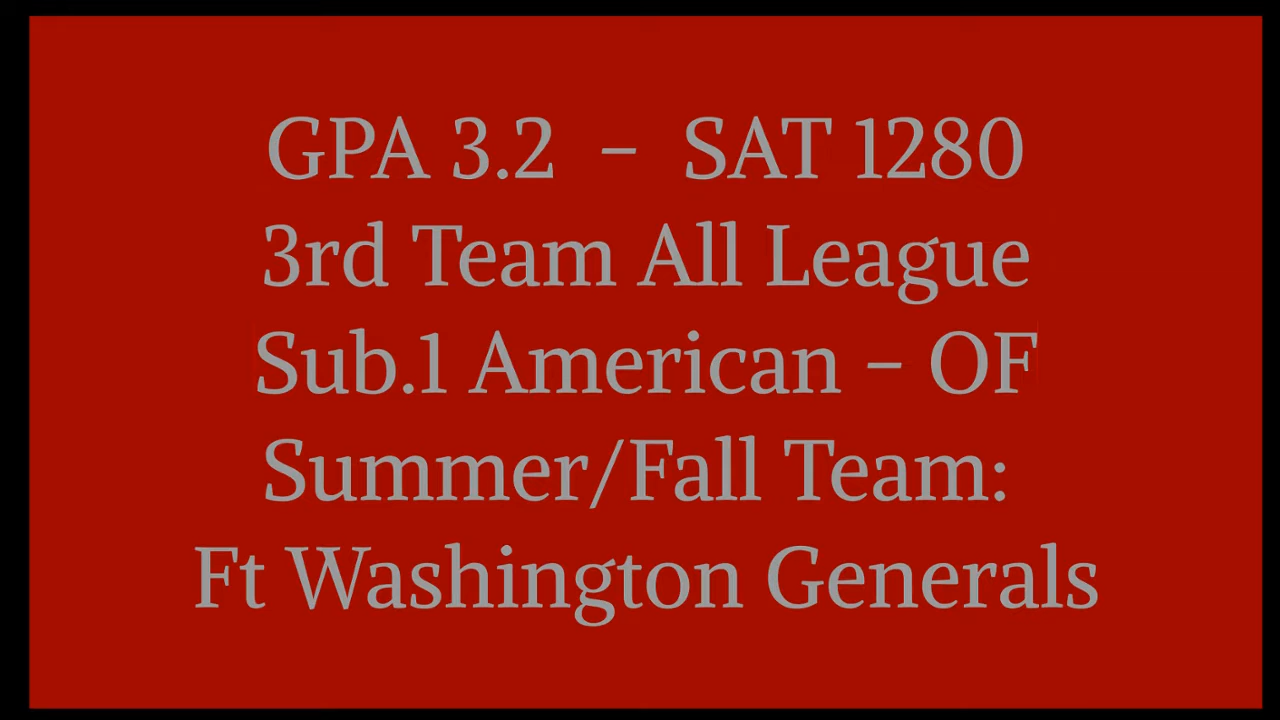 GPA 3.2 – SAT 1280
3rd Team All League
Sub.1 American – OF
Summer/Fall Team:
Ft Washington Generals